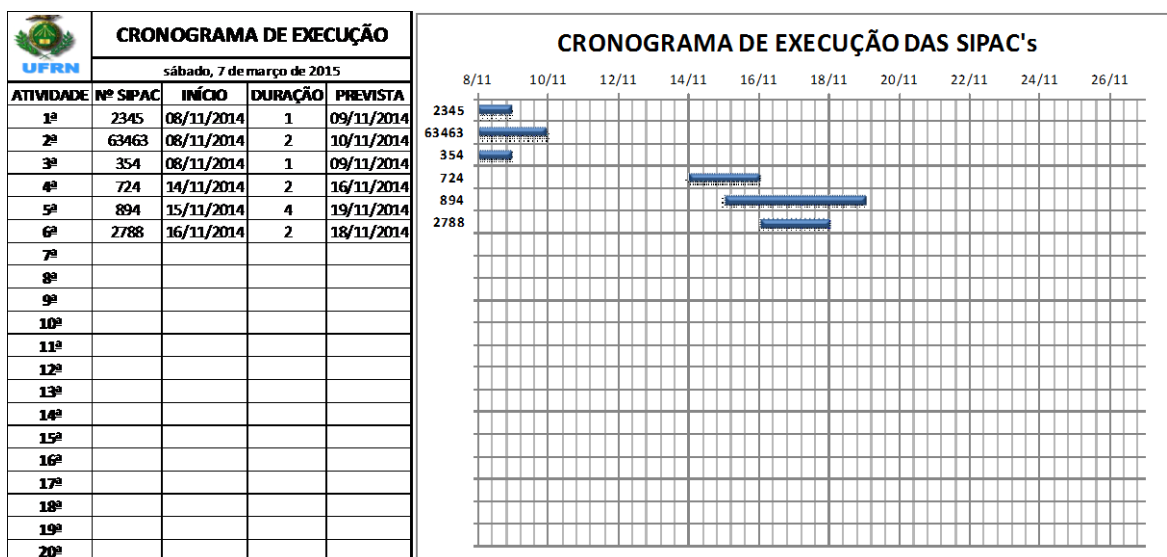 UFRN
CRONOGRAMA DE EXECUÇÃO
sábado, 7 de março de 2015
ATIVIDADE Nº SIPAC INÍCIO DURAÇÃO PREVISTA
1ª 2345 08/11/2014 1 09/11/2014
2ª 63463 08/11/2014 2 10/11/2014
3ª 354 08/11/2014 1 09/11/2014
4ª 724 14/11/2014 2 16/11/2014
5ª 894 15/11/2014 4 19/11/2014
6ª 2788 16/11/2014 2 18/11/2014
7ª
8ª
9ª
10ª
11ª
12ª
13ª
14ª
15ª
16ª
17ª
18ª
19ª
20ª
CRONOGRAMA DE EXECUÇÃO DAS SIPAC's
8/11 10/11 12/11 14/11 16/11 18/11 20/11 22/11 24/11 26/11
2345
63463
354
724
894
2788